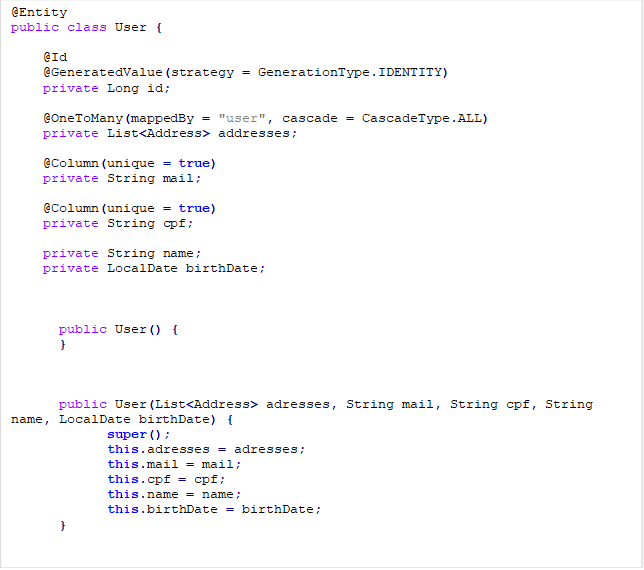 @Entity
public class User {
@Id
@GeneratedValue(strategy = GenerationType.IDENTITY)
private Long id;
@OneToMany(mappedBy = "user", cascade = CascadeType.ALL)
private List<Address> addresses;
@Column(unique = true)
private String mail;
@Column(unique = true)
private String cpf;
private String name;
private LocalDate birthDate;
public User() {
}
public User(List<Address> adresses, String mail, String cpf, String
name, LocalDate birthDate) {
super();
this.adresses = adresses;
this.mail = mail;
this.cpf = cpf;
this.name = name;
this.birthDate = birthDate;
}